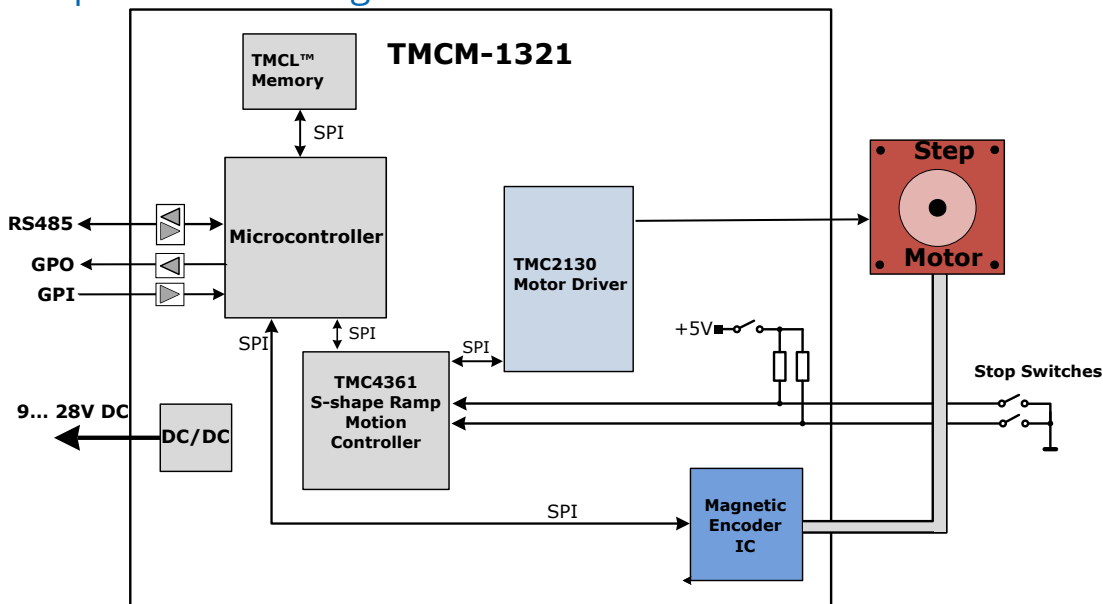 TMCM-1321
TMCL™
Memory
SPI
Step
Motor
RS485
GPO
GPI
Microcontroller
TMC2130
Motor Driver
+5V
SPI
SPI
SPI
Stop Switches
TMC4361
S-shape Ramp
Motion
Controller
9... 28V DC
DC/DC
SPI
Magnetic
Encoder
IC